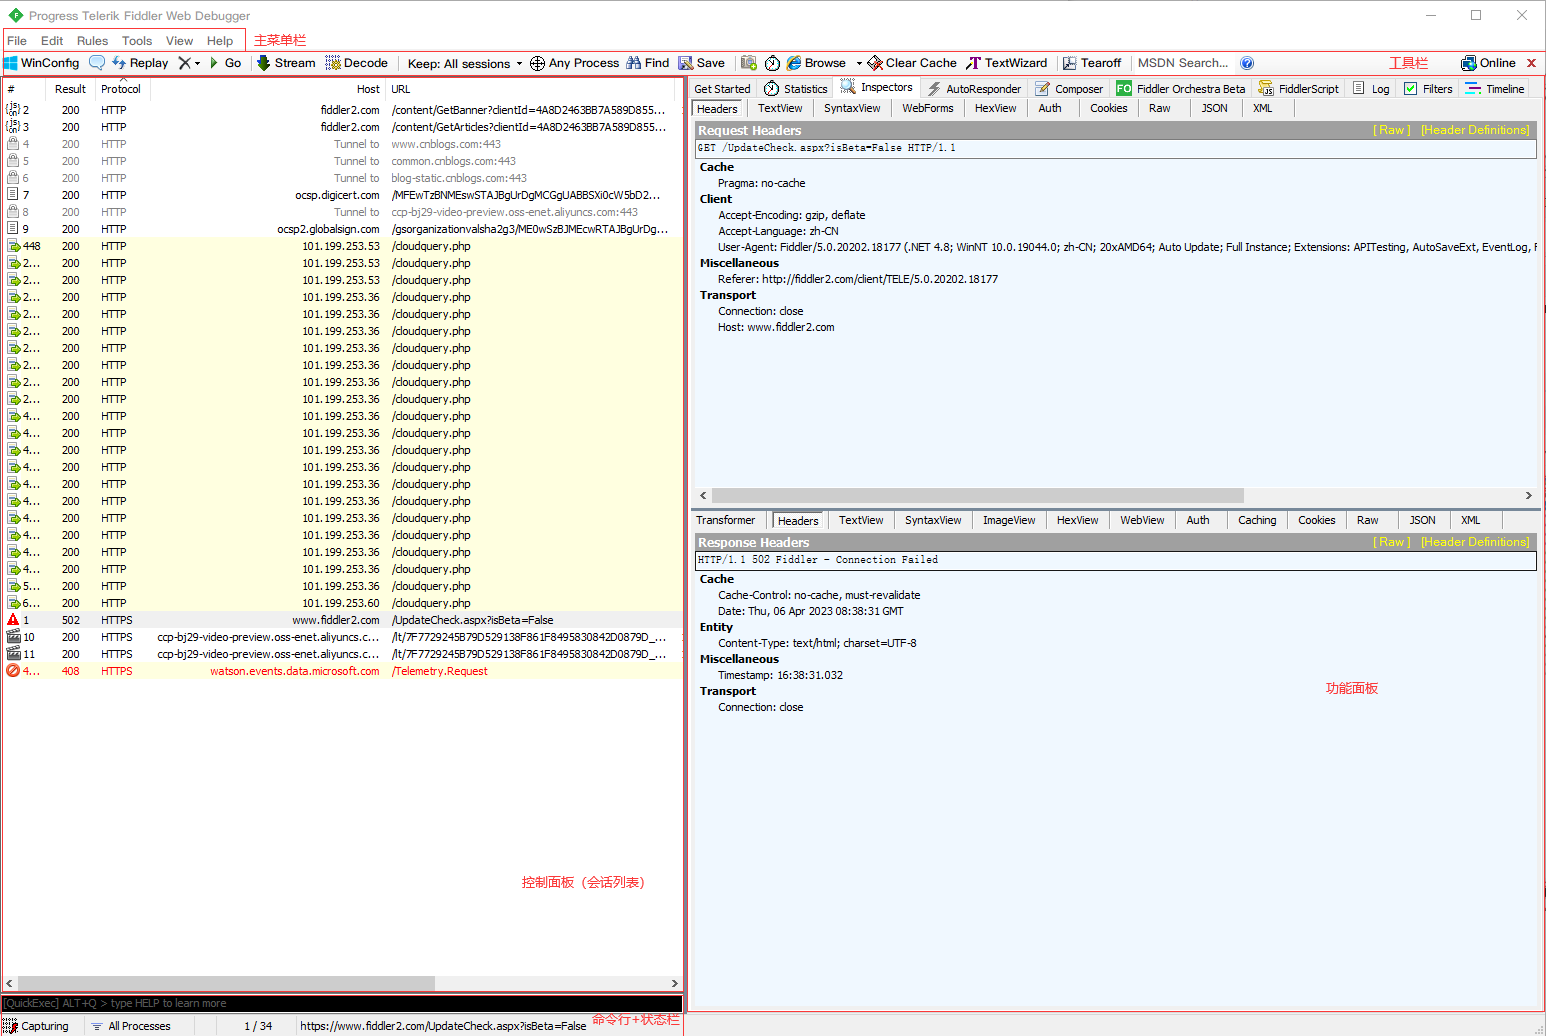 Progress Telerik Fiddler Web Debugger
File Edit Rules Tools View Help 主菜单栏
WinConfig Replay Go Stream Decode Keep: All sessions Any Process Find Save Browse Clear Cache TextWizard Tearoff MSDN Search... 工具栏 Online
# Result Protocol Host URL
2 200 HTTP fiddler2.com /content/GetBanner?clientId=4A8D2463BB7A589D855...
3 200 HTTP fiddler2.com /content/GetArticles?clientId=4A8D2463BB7A589D855...
4 200 HTTP Tunnel to www.cnblogs.com:443
5 200 HTTP Tunnel to common.cnblogs.com:443
6 200 HTTP Tunnel to blog-static.cnblogs.com:443
7 200 HTTP ocsp.digicert.com /MFEwTzBNMEswSTAJBgUrDgMCGgUABBSXi0cW5bD2...
8 200 HTTP Tunnel to ccp-bj29-video-preview.oss-enet.aliyuncs.com:443
9 200 HTTP ocsp2.globalsign.com /gsorganizationvalsha2g3/ME0wSzBJMEcwRTAJBgUrDg...
448 200 HTTP 101.199.253.53 /cloudquery.php
2... 200 HTTP 101.199.253.53 /cloudquery.php
2... 200 HTTP 101.199.253.53 /cloudquery.php
2... 200 HTTP 101.199.253.36 /cloudquery.php
2... 200 HTTP 101.199.253.36 /cloudquery.php
2... 200 HTTP 101.199.253.36 /cloudquery.php
2... 200 HTTP 101.199.253.36 /cloudquery.php
2... 200 HTTP 101.199.253.36 /cloudquery.php
2... 200 HTTP 101.199.253.36 /cloudquery.php
2... 200 HTTP 101.199.253.36 /cloudquery.php
4... 200 HTTP 101.199.253.36 /cloudquery.php
4... 200 HTTP 101.199.253.36 /cloudquery.php
4... 200 HTTP 101.199.253.36 /cloudquery.php
4... 200 HTTP 101.199.253.36 /cloudquery.php
4... 200 HTTP 101.199.253.36 /cloudquery.php
4... 200 HTTP 101.199.253.36 /cloudquery.php
4... 200 HTTP 101.199.253.36 /cloudquery.php
4... 200 HTTP 101.199.253.36 /cloudquery.php
4... 200 HTTP 101.199.253.36 /cloudquery.php
4... 200 HTTP 101.199.253.36 /cloudquery.php
5... 200 HTTP 101.199.253.36 /cloudquery.php
6... 200 HTTP 101.199.253.60 /cloudquery.php
1 502 HTTPS www.fiddler2.com /UpdateCheck.aspx?isBeta=False
10 200 HTTPS ccp-bj29-video-preview.oss-enet.aliyuncs.c... /lt/7F7729245B79D529138F861F8495830842D0879D_...
11 200 HTTPS ccp-bj29-video-preview.oss-enet.aliyuncs.c... /lt/7F7729245B79D529138F861F8495830842D0879D_...
4... 408 HTTPS watson.events.data.microsoft.com /Telemetry.Request
控制面板（会话列表）
[QuickExec] ALT+Q > type HELP to learn more
Capturing All Processes 1 / 34 https://www.fiddler2.com/UpdateCheck.aspx?isBeta=False 命令行+状态栏
Get Started Statistics Inspectors AutoResponder Composer FO Fiddler Orchestra Beta FiddlerScript Log Filters Timeline
Headers TextView SyntaxView WebForms HexView Auth Cookies Raw JSON XML
Request Headers [ Raw ] [Header Definitions]
GET /UpdateCheck.aspx?isBeta=False HTTP/1.1
Cache
Pragma: no-cache
Client
Accept-Encoding: gzip, deflate
Accept-Language: zh-CN
User-Agent: Fiddler/5.0.20202.18177 (.NET 4.8; WinNT 10.0.19044.0; zh-CN; 20xAMD64; Auto Update; Full Instance; Extensions: APITesting, AutoSaveExt, EventLog, F
Miscellaneous
Referer: http://fiddler2.com/client/TELE/5.0.20202.18177
Transport
Connection: close
Host: www.fiddler2.com
Transformer Headers TextView SyntaxView ImageView HexView WebView Auth Caching Cookies Raw JSON XML
Response Headers [ Raw ] [Header Definitions]
HTTP/1.1 502 Fiddler - Connection Failed
Cache
Cache-Control: no-cache, must-revalidate
Date: Thu, 06 Apr 2023 08:38:31 GMT
Entity
Content-Type: text/html; charset=UTF-8
Miscellaneous
Timestamp: 16:38:31.032
Transport
Connection: close
功能面板